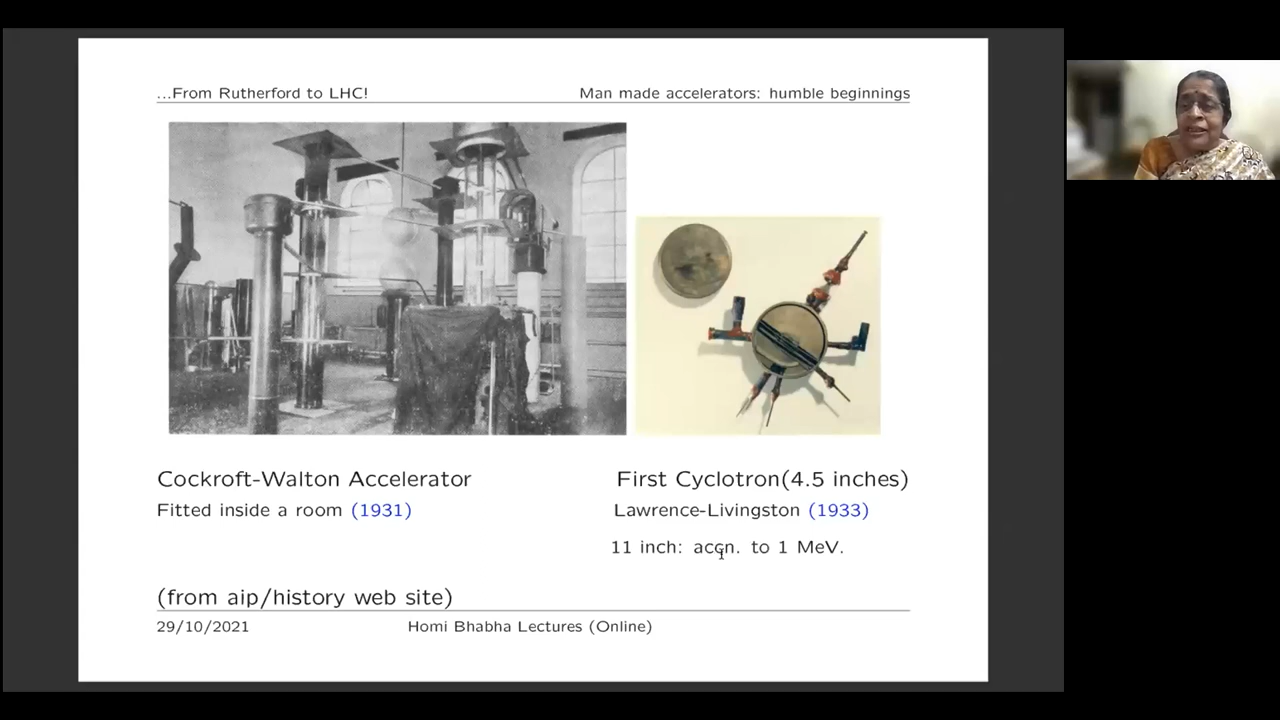 ...From Rutherford to LHC!
Man made accelerators: humble beginnings
Cockroft-Walton Accelerator
Fitted inside a room (1931)
First Cyclotron(4.5 inches)
Lawrence-Livingston (1933)
11 inch: accn. to 1 MeV.
(from aip/history web site)
29/10/2021
Homi Bhabha Lectures (Online)